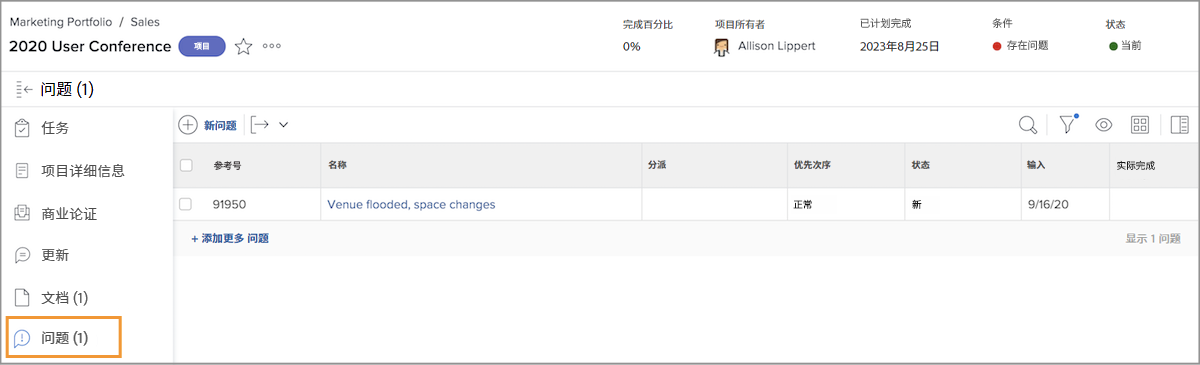 Marketing Portfolio / Sales
2020 User Conference 项目
完成百分比
0%
项目所有者
Allison Lippert
已计划完成
2023年8月25日
条件
存在问题
状态
当前
问题 (1)
任务
项目详细信息
商业论证
更新
文档 (1)
问题 (1)
新问题
参考号 名称 分派 优先次序 状态 输入 实际完成
91950 Venue flooded, space changes 正常 新 9/16/20
+ 添加更多 问题
显示 1 问题